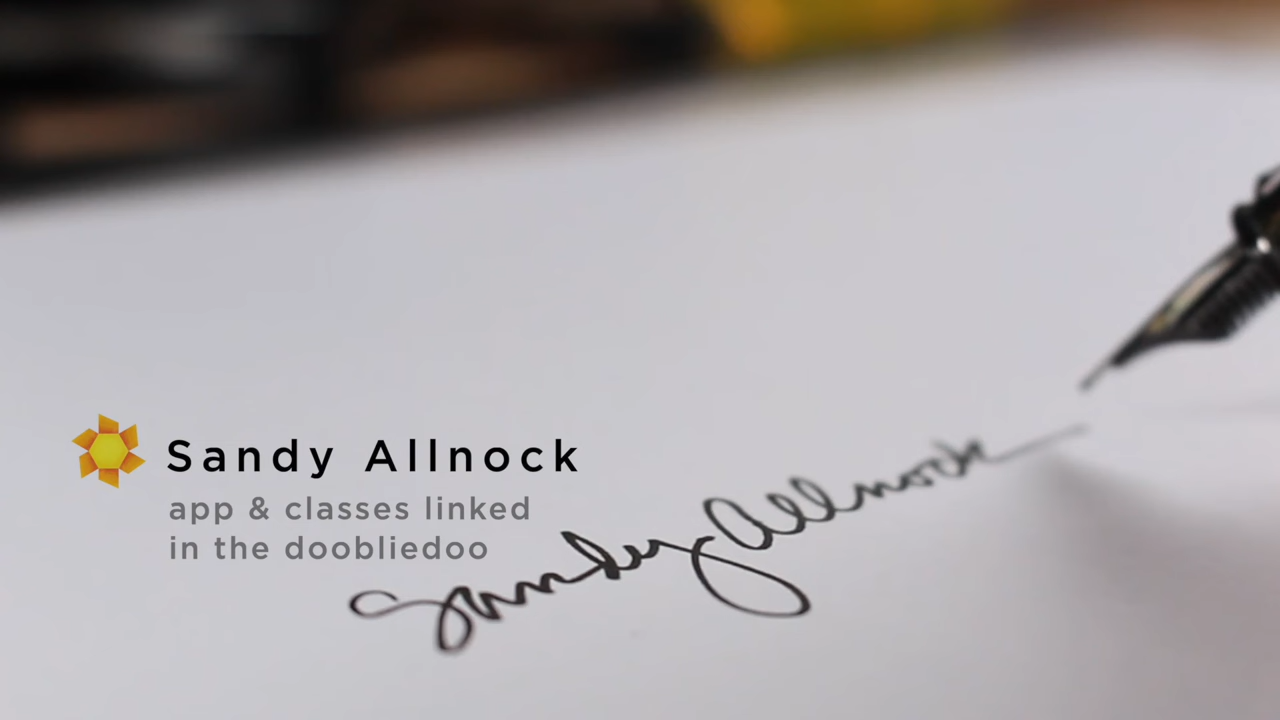 Sandy Allnock
app & classes linked
in the doobliedoo
Sandy Allnock